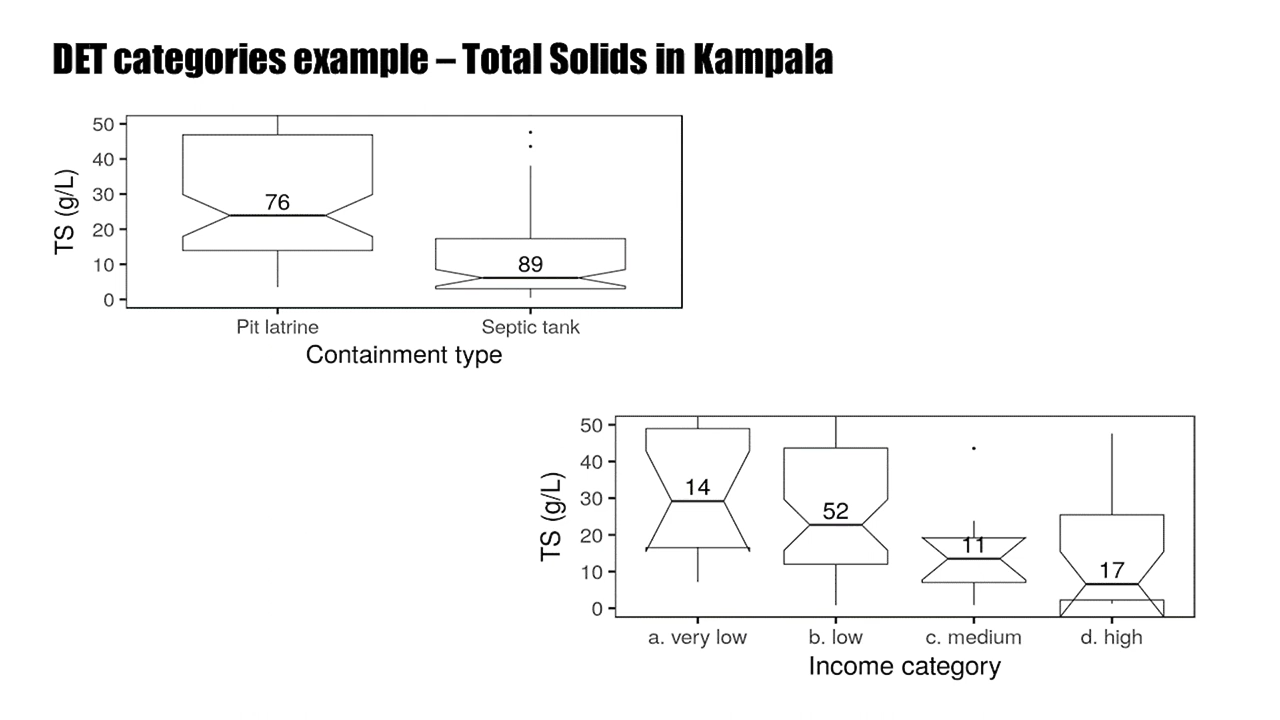 DET categories example – Total Solids in Kampala
50
40
30
20
10
0
TS (g/L)
76
89
Pit latrine
Septic tank
Containment type
50
40
30
20
10
0
TS (g/L)
14
52
11
17
a. very low
b. low
c. medium
d. high
Income category